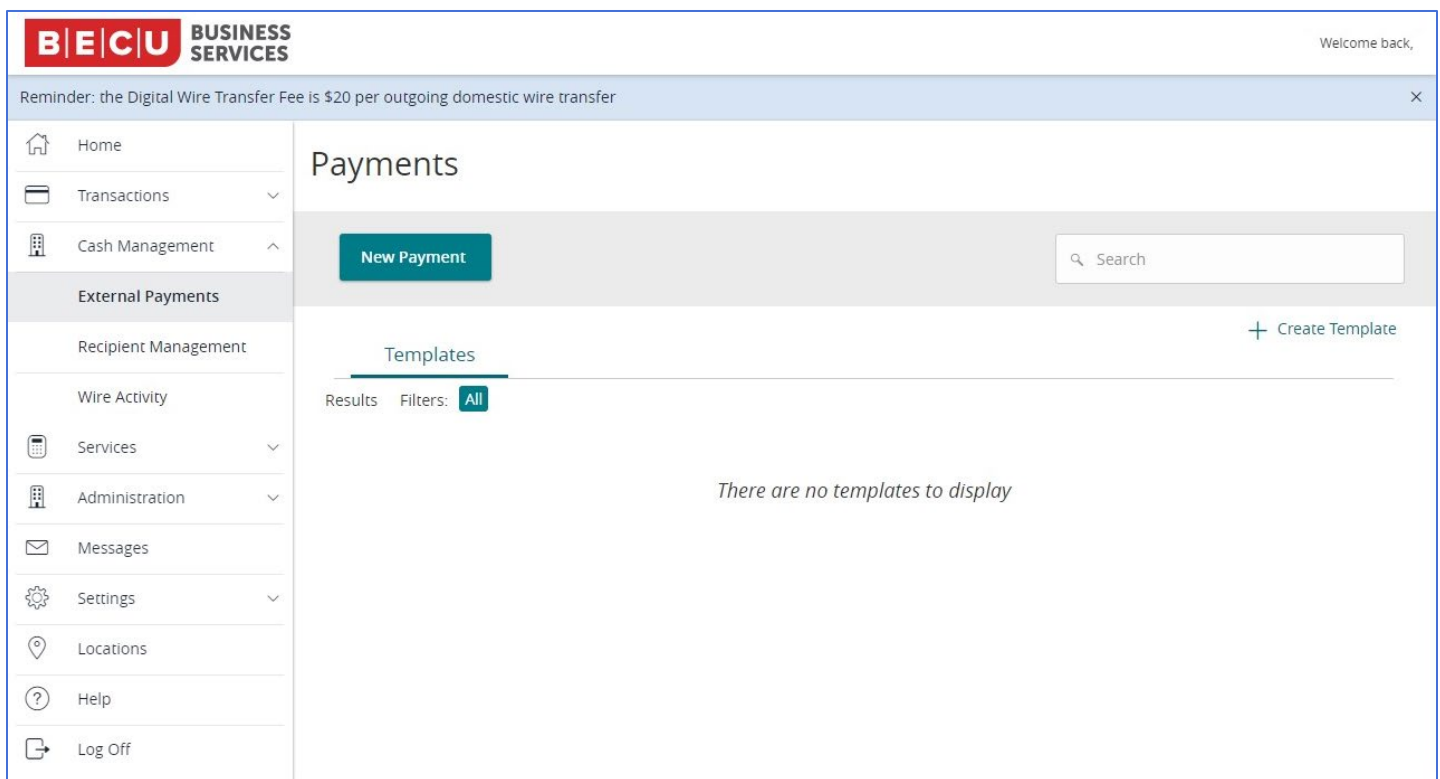 B|E|C|U BUSINESS
SERVICES
Welcome back,
Reminder: the Digital Wire Transfer Fee is $20 per outgoing domestic wire transfer
Home
Transactions
Cash Management
External Payments
Recipient Management
Wire Activity
Services
Administration
Messages
Settings
Locations
Help
Log Off
Payments
New Payment
Search
+ Create Template
Templates
Results Filters: All
There are no templates to display